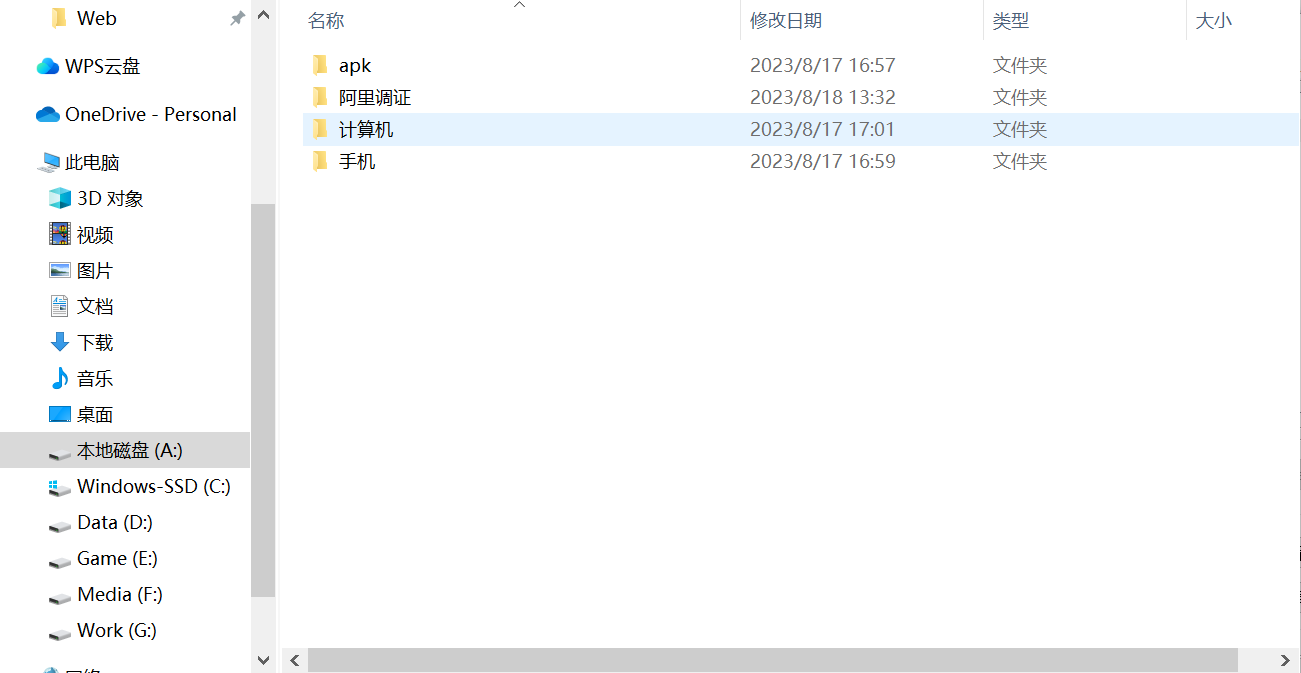 Web
WPS云盘
OneDrive - Personal
此电脑
3D 对象
视频
图片
文档
下载
音乐
桌面
本地磁盘 (A:)
Windows-SSD (C:)
Data (D:)
Game (E:)
Media (F:)
Work (G:)
名称 修改日期 类型 大小
apk 2023/8/17 16:57 文件夹
阿里调证 2023/8/18 13:32 文件夹
计算机 2023/8/17 17:01 文件夹
手机 2023/8/17 16:59 文件夹